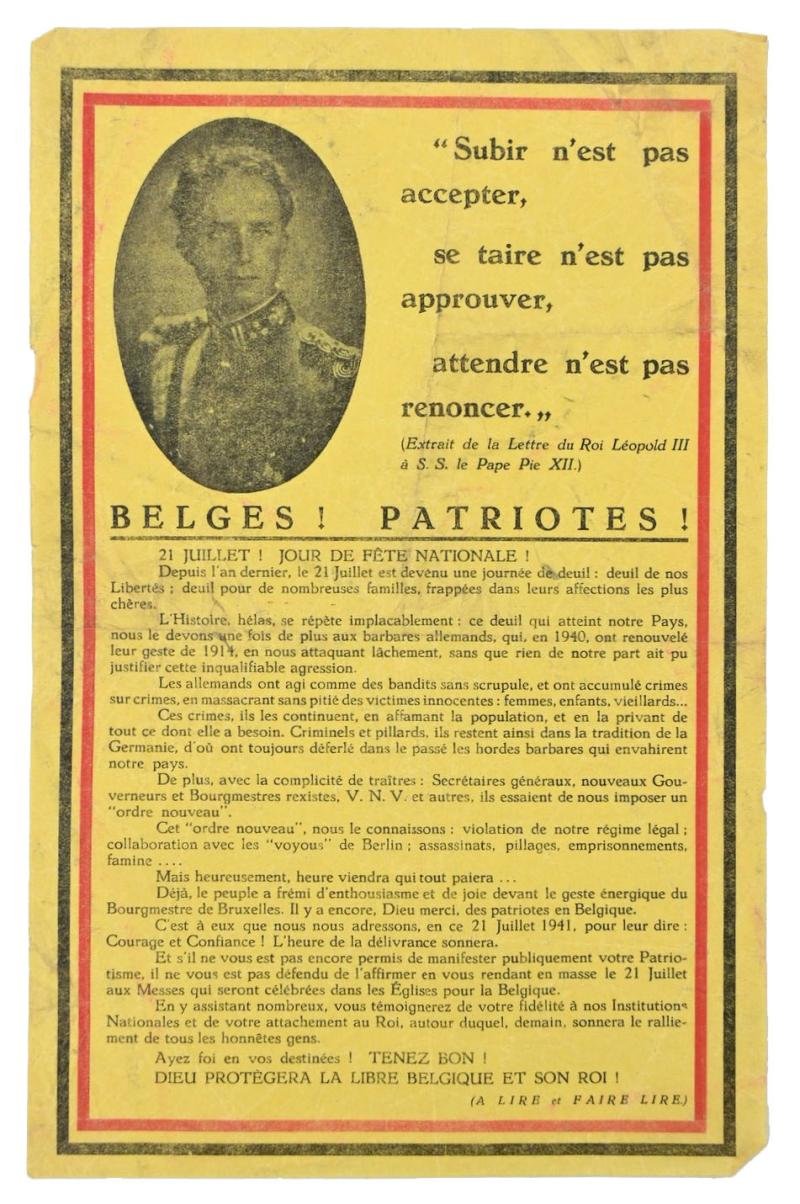 “Subir n’est pas
accepter,
se taire n’est pas
approuver,
attendre n’est pas
renoncer.„
(Extrait de la Lettre du Roi Léopold III
à S. S. le Pape Pie XII.)
BELGES ! PATRIOTES !
21 JUILLET ! JOUR DE FÊTE NATIONALE !
Depuis l'an dernier, le 21 Juillet est devenu une journée de deuil : deuil de nos
Libertés ; deuil pour de nombreuses familles, frappées dans leurs affections les plus
chères.
L'Histoire, hélas, se répète implacablement : ce deuil qui atteint notre Pays,
nous le devons une fois de plus aux barbares allemands, qui, en 1940, ont renouvelé
leur geste de 1914, en nous attaquant lâchement, sans que rien de notre part ait pu
justifier cette inqualifiable agression.
Les allemands ont agi comme des bandits sans scrupule, et ont accumulé crimes
sur crimes, en massacrant sans pitié des victimes innocentes : femmes, enfants, vieillards...
Ces crimes, ils les continuent, en affamant la population, et en la privant de
tout ce dont elle a besoin. Criminels et pillards, ils restent ainsi dans la tradition de la
Germanie, d'où ont toujours déferlé dans le passé les hordes barbares qui envahirent
notre pays.
De plus, avec la complicité de traîtres : Secrétaires généraux, nouveaux Gou-
verneurs et Bourgmestres rexistes, V. N. V. et autres, ils essaient de nous imposer un
"ordre nouveau".
Cet "ordre nouveau", nous le connaissons : violation de notre régime légal ;
collaboration avec les "voyous" de Berlin ; assassinats, pillages, emprisonnements,
famine ....
Mais heureusement, heure viendra qui tout paiera ...
Déjà, le peuple a frémi d'enthousiasme et de joie devant le geste énergique du
Bourgmestre de Bruxelles. Il y a encore, Dieu merci, des patriotes en Belgique.
C'est à eux que nous nous adressons, en ce 21 Juillet 1941, pour leur dire :
Courage et Confiance ! L'heure de la délivrance sonnera.
Et s'il ne vous est pas encore permis de manifester publiquement votre Patrio-
tisme, il ne vous est pas défendu de l'affirmer en vous rendant en masse le 21 Juillet
aux Messes qui seront célébrées dans les Églises pour la Belgique.
En y assistant nombreux, vous témoignerez de votre fidélité à nos Institutions
Nationales et de votre attachement au Roi, autour duquel, demain, sonnera le rallie-
ment de tous les honnêtes gens.
Ayez foi en vos destinées ! TENEZ BON !
DIEU PROTÈGERA LA LIBRE BELGIQUE ET SON ROI !
(A LIRE et FAIRE LIRE.)